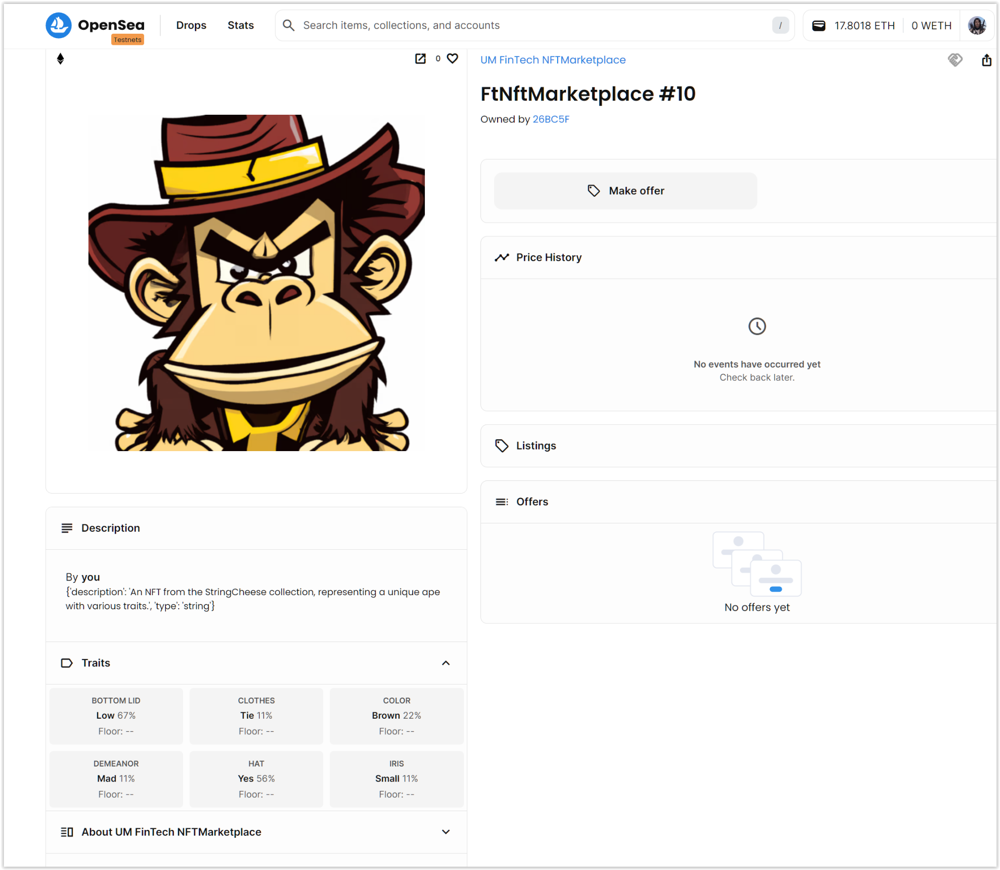 OpenSea
Testnets
Drops
Stats
Search items, collections, and accounts
/
17.8018 ETH
0 WETH
0
UM FinTech NFTMarketplace
FtNftMarketplace #10
Owned by 26BC5F
Make offer
Price History
No events have occurred yet
Check back later.
Listings
Offers
No offers yet
Description
By you
{'description': 'An NFT from the StringCheese collection, representing a unique ape
with various traits.', 'type': 'string'}
Traits
BOTTOM LID
Low 67%
Floor: --
CLOTHES
Tie 11%
Floor: --
COLOR
Brown 22%
Floor: --
DEMEANOR
Mad 11%
Floor: --
HAT
Yes 56%
Floor: --
IRIS
Small 11%
Floor: --
About UM FinTech NFTMarketplace